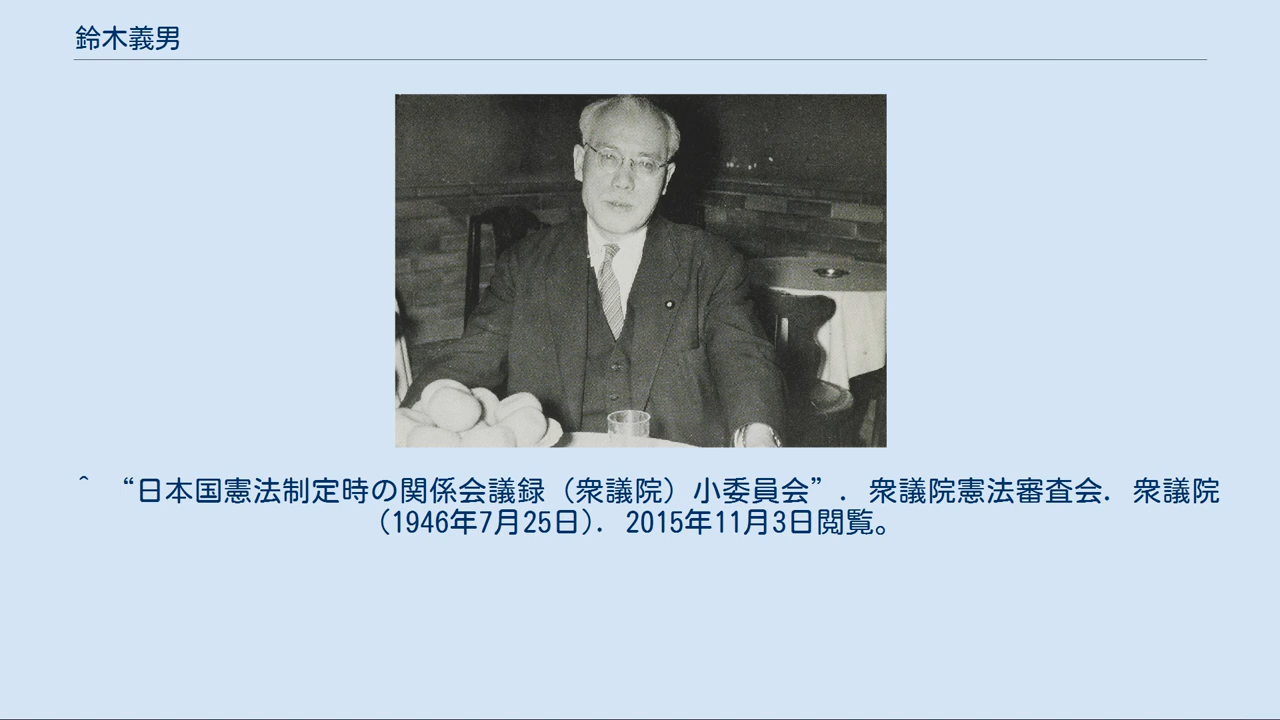 鈴木義男
^ “日本国憲法制定時の関係会議録（衆議院）小委員会”. 衆議院憲法審査会. 衆議院
(1946年7月25日). 2015年11月3日閲覧。